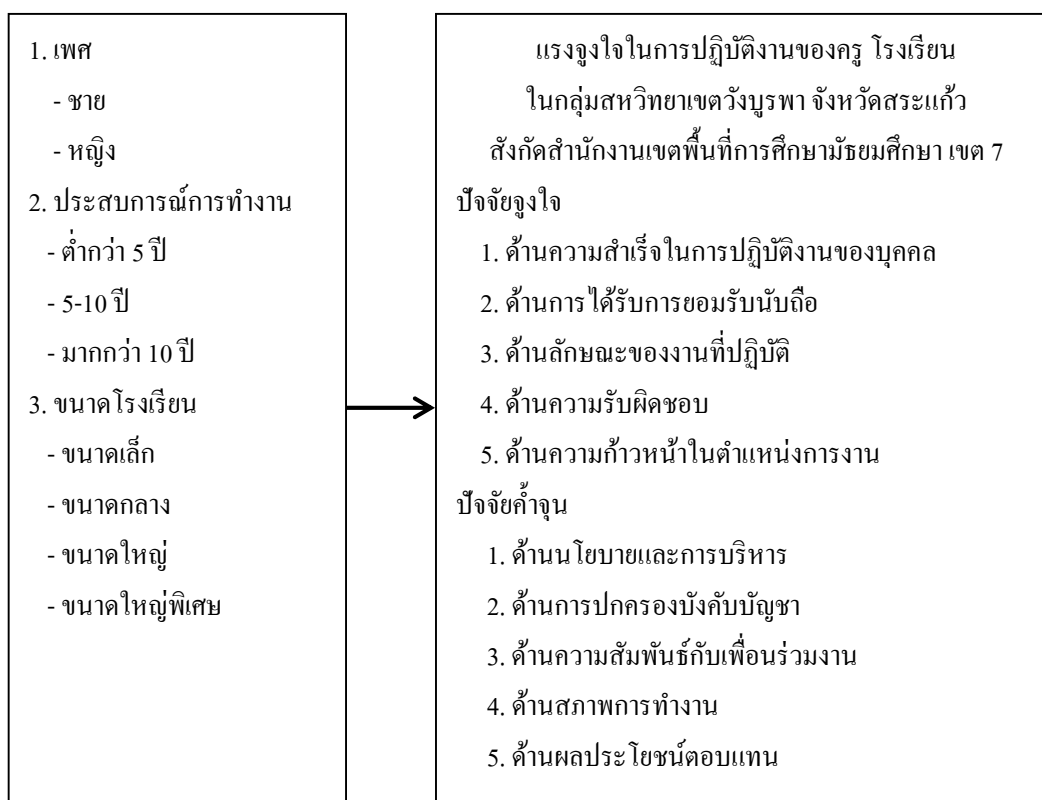 1. เพศ
- ชาย
- หญิง
2. ประสบการณ์การทำงาน
- ต่ำกว่า 5 ปี
- 5-10 ปี
- มากกว่า 10 ปี
3. ขนาดโรงเรียน
- ขนาดเล็ก
- ขนาดกลาง
- ขนาดใหญ่
- ขนาดใหญ่พิเศษ
แรงจูงใจในการปฏิบัติงานของครู โรงเรียน
ในกลุ่มสหวิทยาเขตวังบูรพา จังหวัดสระแก้ว
สังกัดสำนักงานเขตพื้นที่การศึกษามัธยมศึกษา เขต 7
ปัจจัยจูงใจ
1. ด้านความสำเร็จในการปฏิบัติงานของบุคคล
2. ด้านการได้รับการยอมรับนับถือ
3. ด้านลักษณะของงานที่ปฏิบัติ
4. ด้านความรับผิดชอบ
5. ด้านความก้าวหน้าในตำแหน่งการงาน
ปัจจัยค้ำจุน
1. ด้านนโยบายและการบริหาร
2. ด้านการปกครองบังคับบัญชา
3. ด้านความสัมพันธ์กับเพื่อนร่วมงาน
4. ด้านสภาพการทำงาน
5. ด้านผลประโยชน์ตอบแทน